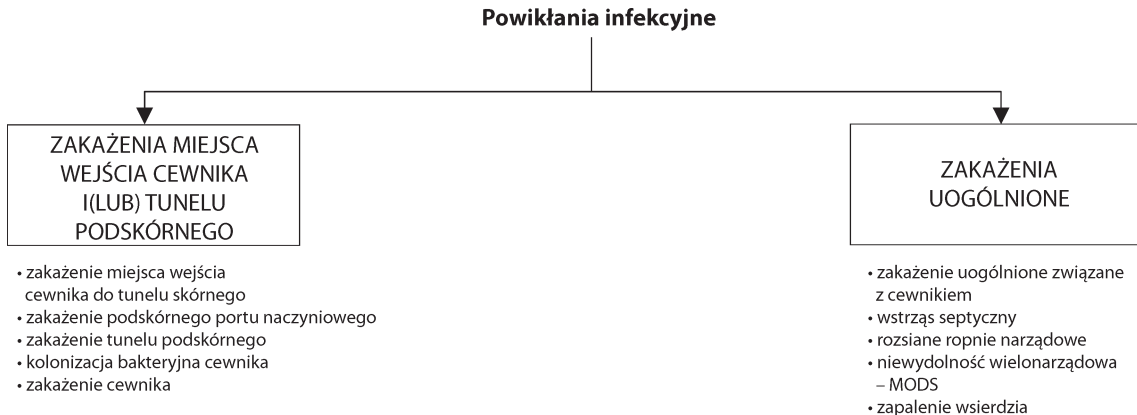 Powikłania infekcyjne
ZAKAŻENIA MIEJSCA
WEJŚCIA CEWNIKA
I(LUB) TUNELU
PODSKÓRNEGO
• zakażenie miejsca wejścia
cewnika do tunelu skórnego
• zakażenie podskórnego portu naczyniowego
• zakażenie tunelu podskórnego
• kolonizacja bakteryjna cewnika
• zakażenie cewnika
ZAKAŻENIA
UOGÓLNIONE
• zakażenie uogólnione związane
z cewnikiem
• wstrząs septyczny
• rozsiane ropnie narządowe
• niewydolność wielonarządowa
– MODS
• zapalenie wsierdzia